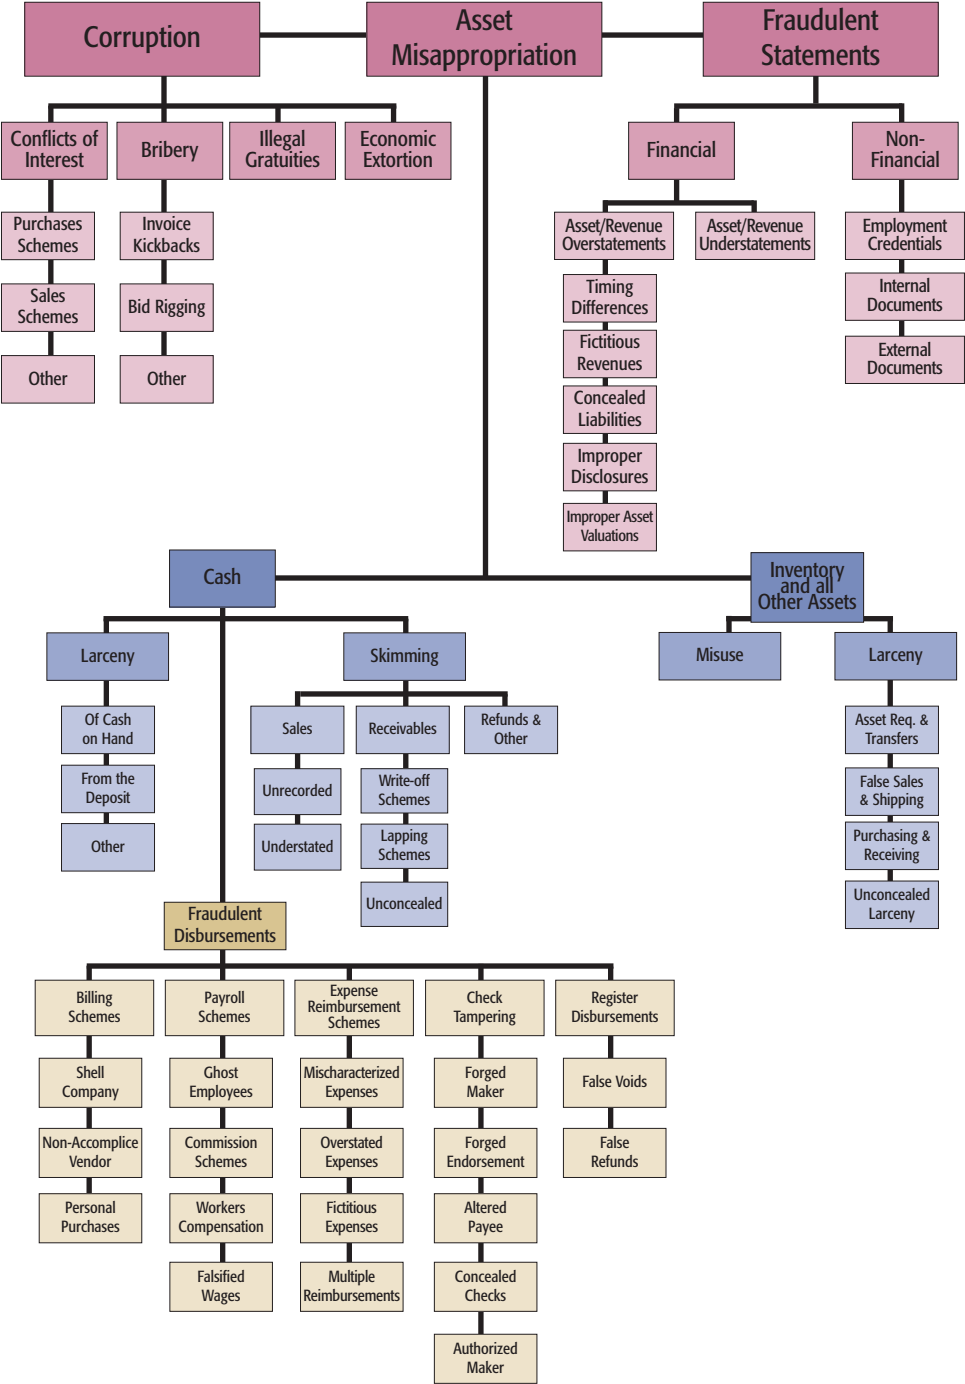 Corruption
Asset
Misappropriation
Fraudulent
Statements
Conflicts of
Interest
Bribery
Illegal
Gratuities
Economic
Extortion
Financial
Non-
Financial
Purchases
Schemes
Sales
Schemes
Other
Invoice
Kickbacks
Bid Rigging
Other
Asset/Revenue
Overstatements
Asset/Revenue
Understatements
Timing
Differences
Fictitious
Revenues
Concealed
Liabilities
Improper
Disclosures
Improper Asset
Valuations
Employment
Credentials
Internal
Documents
External
Documents
Cash
Inventory
and all
Other Assets
Larceny
Skimming
Misuse
Larceny
Of Cash
on Hand
From the
Deposit
Other
Sales
Unrecorded
Understated
Receivables
Write-off
Schemes
Lapping
Schemes
Unconcealed
Refunds &
Other
Asset Req. &
Transfers
False Sales
& Shipping
Purchasing &
Receiving
Unconcealed
Larceny
Fraudulent
Disbursements
Billing
Schemes
Payroll
Schemes
Expense
Reimbursement
Schemes
Check
Tampering
Register
Disbursements
Shell
Company
Non-Accomplice
Vendor
Personal
Purchases
Ghost
Employees
Commission
Schemes
Workers
Compensation
Falsified
Wages
Mischaracterized
Expenses
Overstated
Expenses
Fictitious
Expenses
Multiple
Reimbursements
Forged
Maker
Forged
Endorsement
Altered
Payee
Concealed
Checks
Authorized
Maker
False Voids
False
Refunds